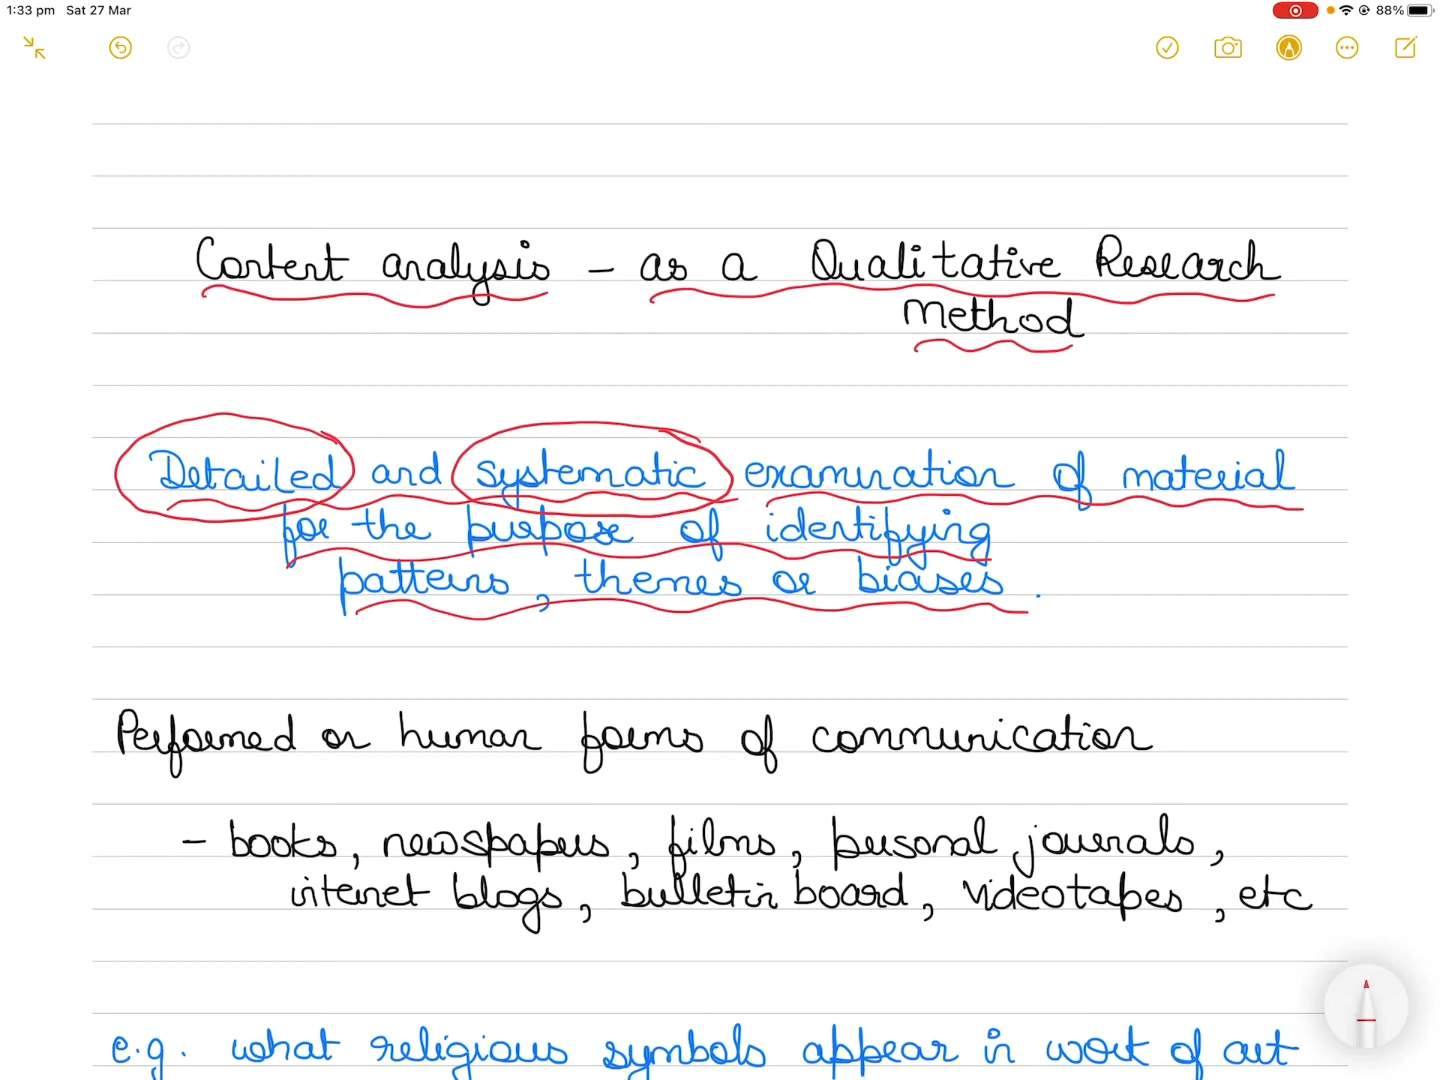 1:33 pm Sat 27 Mar
88%
Content analysis - as a Qualitative Research
Method
Detailed and systematic examination of material
for the purpose of identifying
patterns, themes or biases.
Performed on human forms of communication
- books, newspapers, films, personal journals,
internet blogs, bulletin board, videotapes, etc
e.g. what religious symbols appear in work of art